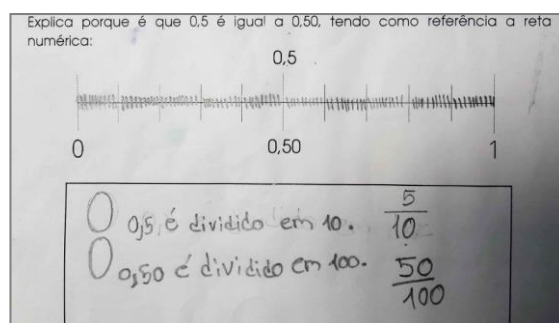 Explica porque é que 0,5 é igual a 0,50, tendo como referência a reta
numérica:
0,5
0 0,50 1
O 0,5 é dividido em 10. 5/10
O 0,50 é dividido em 100. 50/100